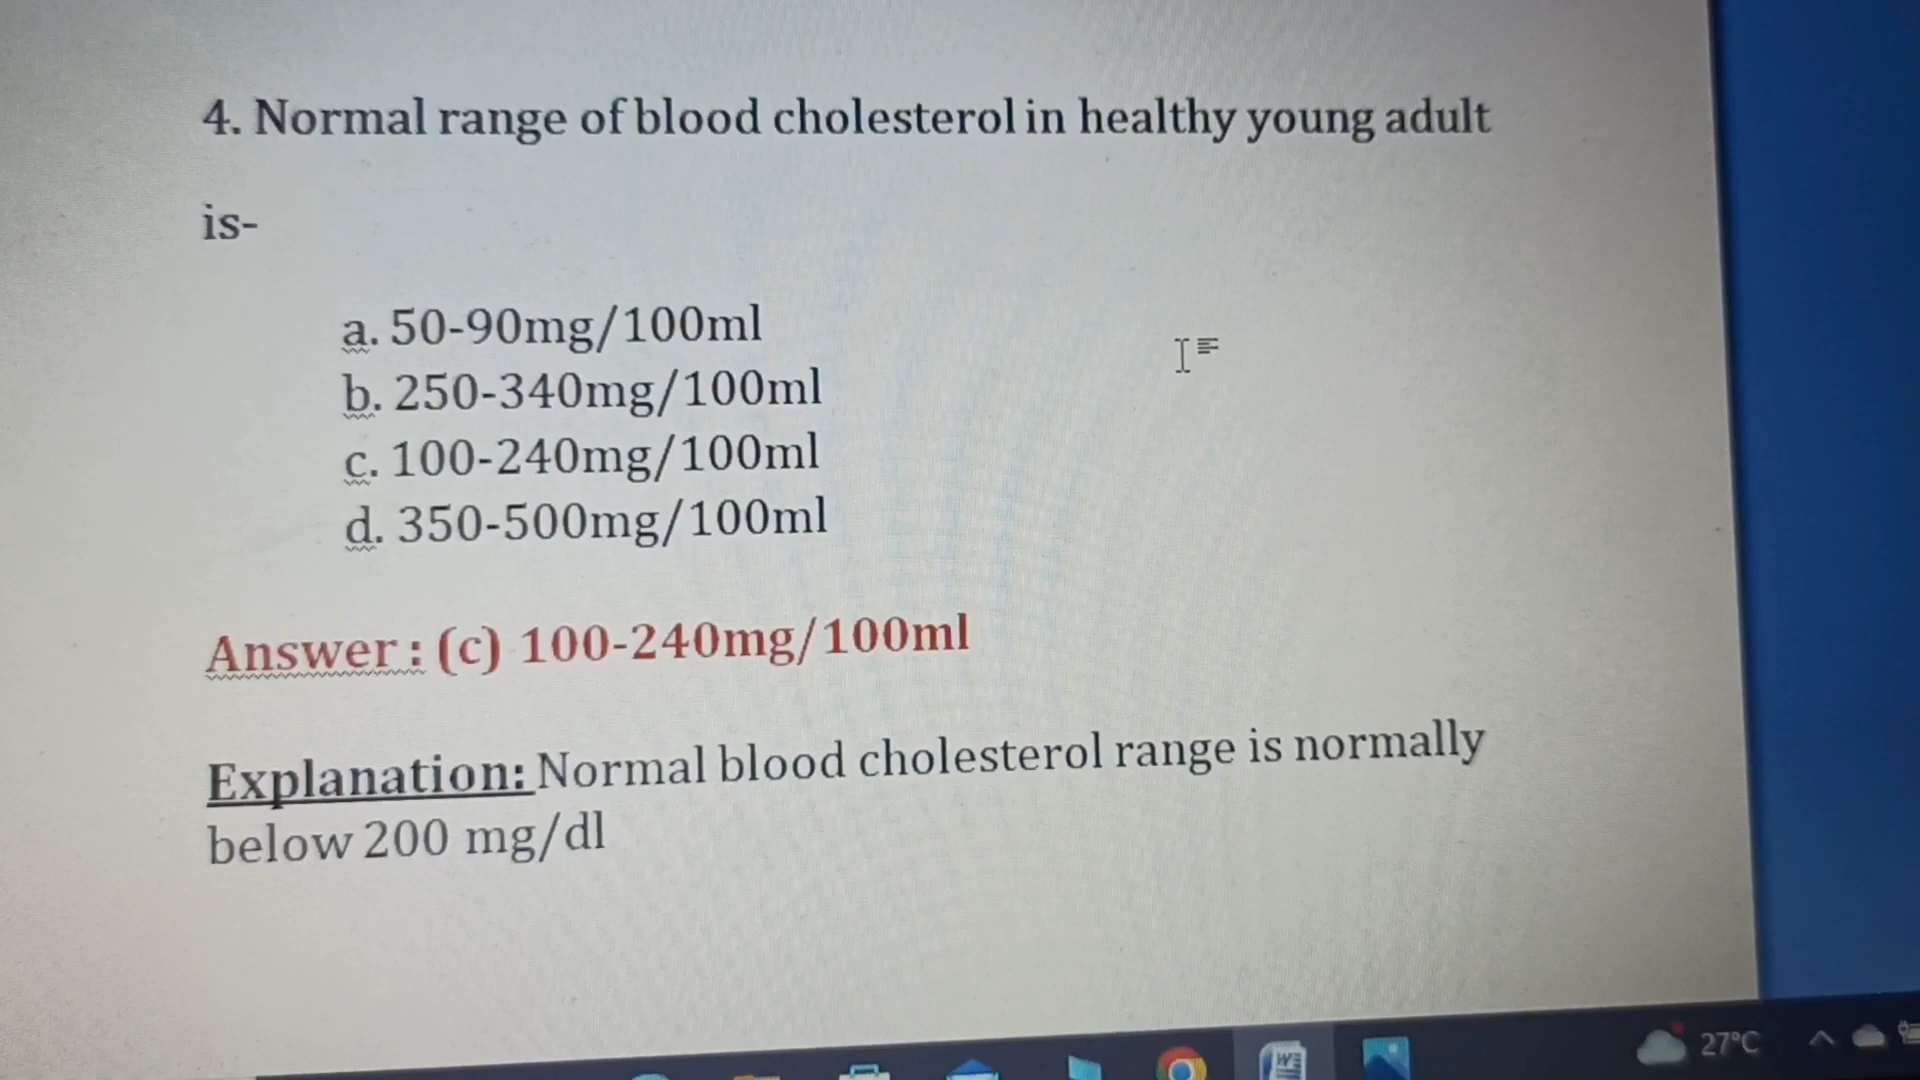 4. Normal range of blood cholesterol in healthy young adult
is-
a. 50-90mg/100ml
b. 250-340mg/100ml
c. 100-240mg/100ml
d. 350-500mg/100ml
Answer : (c) 100-240mg/100ml
Explanation: Normal blood cholesterol range is normally
below 200 mg/dl
27°C